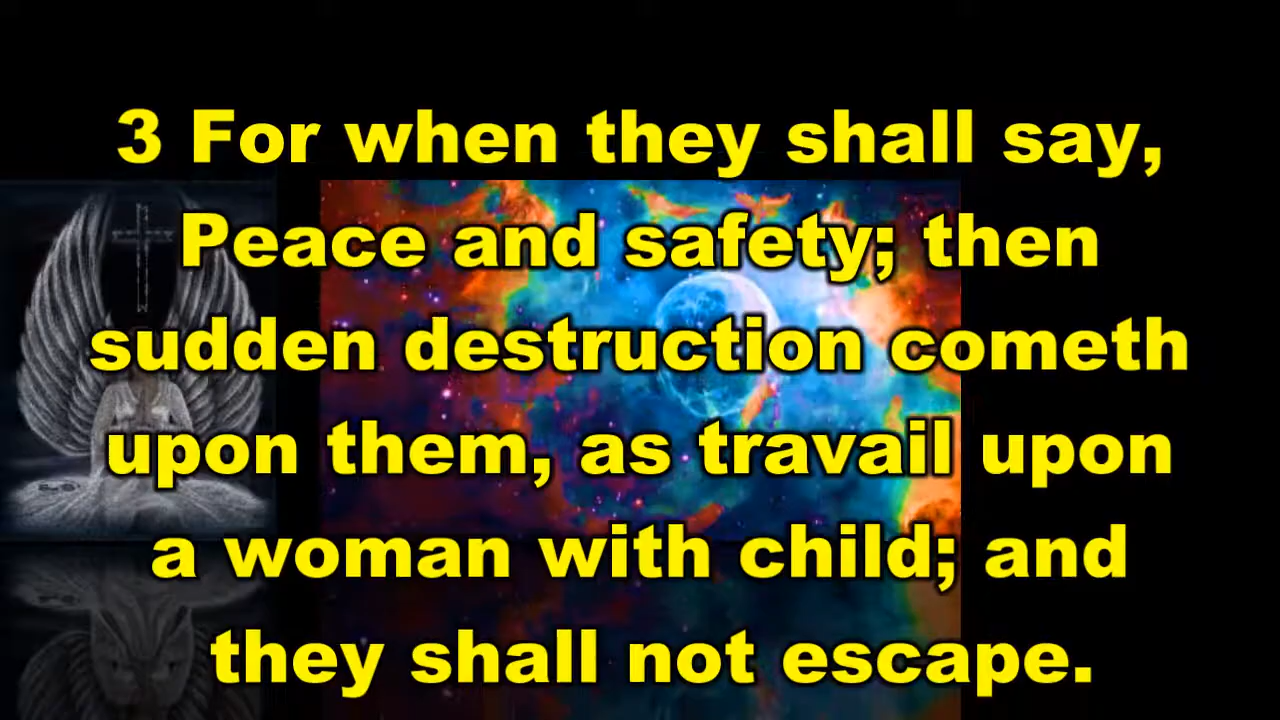 3 For when they shall say,
Peace and safety; then
sudden destruction cometh
upon them, as travail upon
a woman with child; and
they shall not escape.